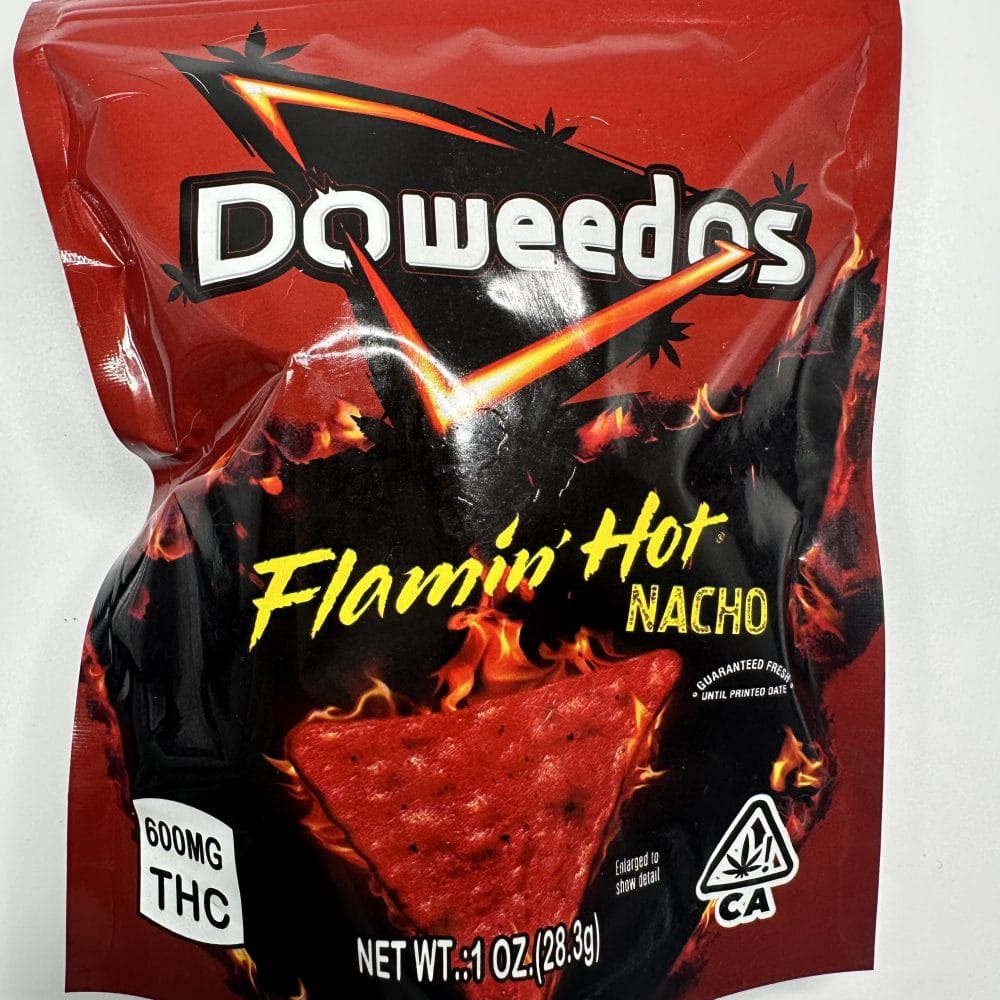 Doweedos
Flamin' Hot
NACHO
GUARANTEED FRESH
UNTIL PRINTED DATE
600MG
THC
Enlarged to
show detail
CA
NET WT.:1 OZ.(28.3g)